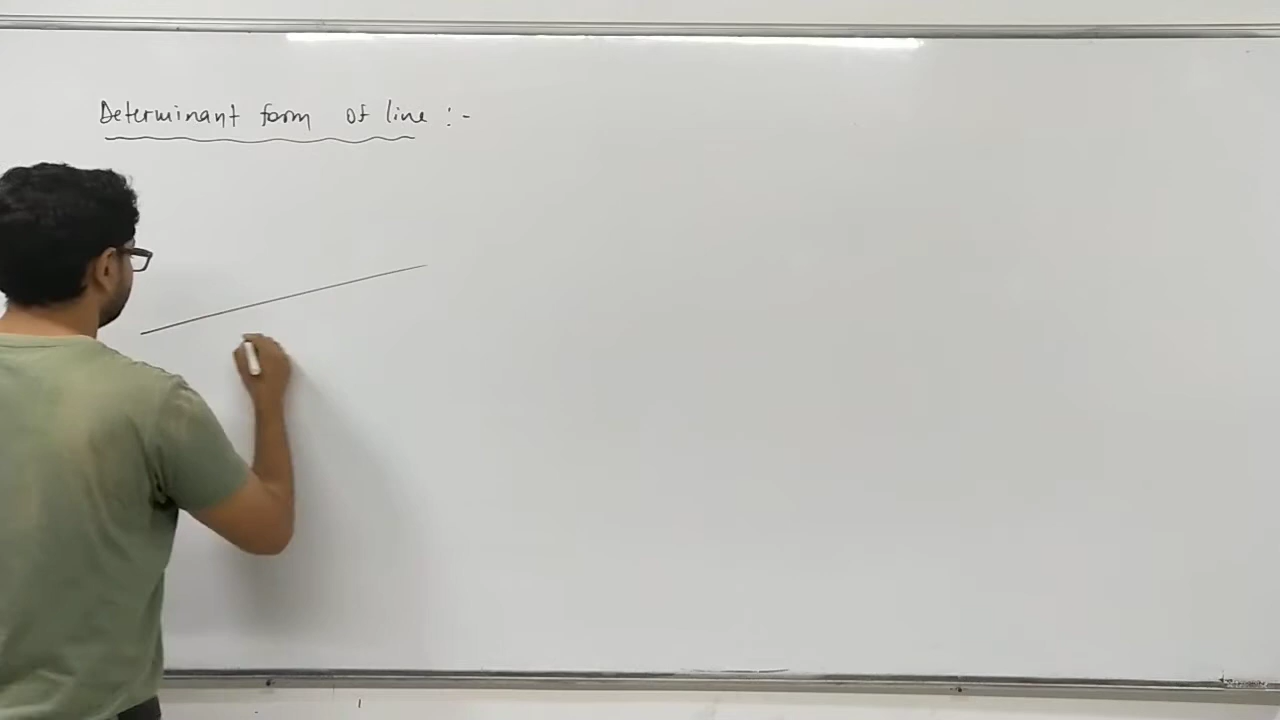 Determinant form of line :-